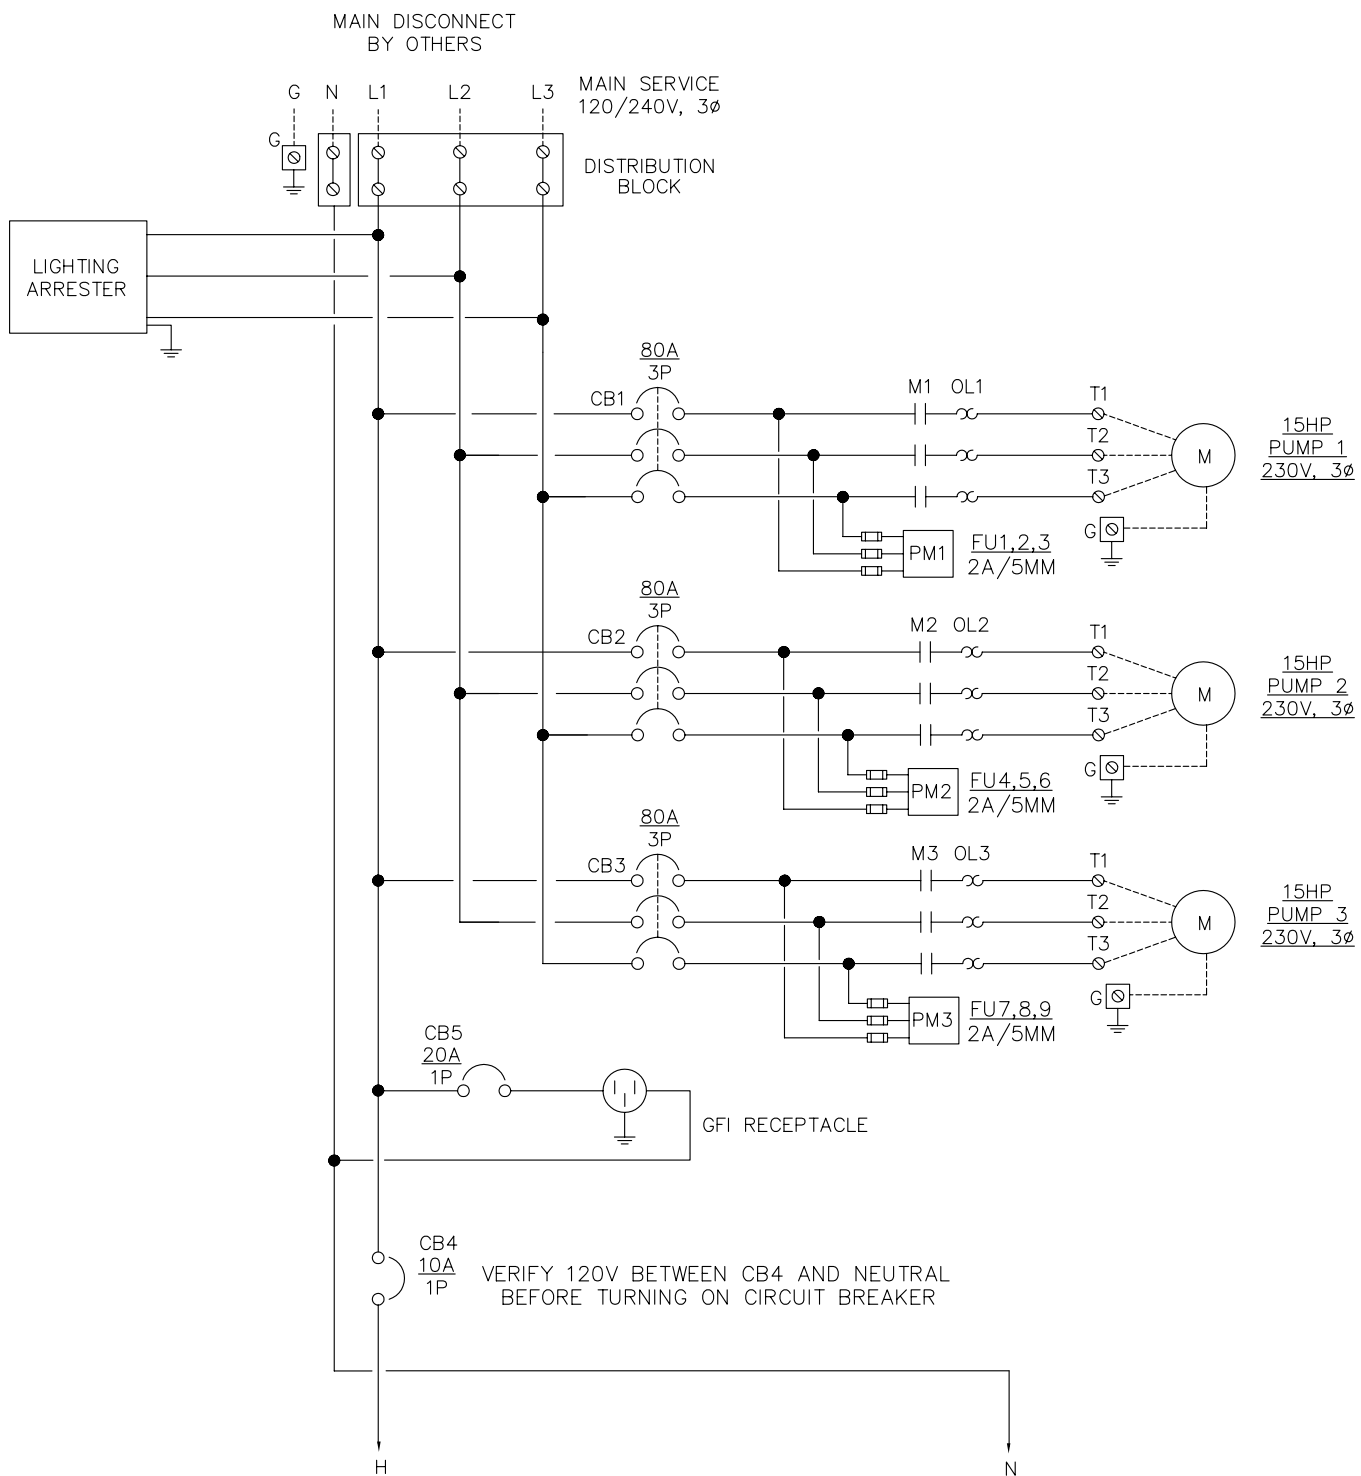 MAIN DISCONNECT
BY OTHERS
G N L1 L2 L3
MAIN SERVICE
120/240V, 3ø
G
DISTRIBUTION
BLOCK
LIGHTING
ARRESTER
80A
3P
CB1
M1 OL1
T1
T2
T3
M
15HP
PUMP 1
230V, 3ø
G
PM1
FU1,2,3
2A/5MM
80A
3P
CB2
M2 OL2
T1
T2
T3
M
15HP
PUMP 2
230V, 3ø
G
PM2
FU4,5,6
2A/5MM
80A
3P
CB3
M3 OL3
T1
T2
T3
M
15HP
PUMP 3
230V, 3ø
G
PM3
FU7,8,9
2A/5MM
CB5
20A
1P
GFI RECEPTACLE
CB4
10A
1P
VERIFY 120V BETWEEN CB4 AND NEUTRAL
BEFORE TURNING ON CIRCUIT BREAKER
H
N